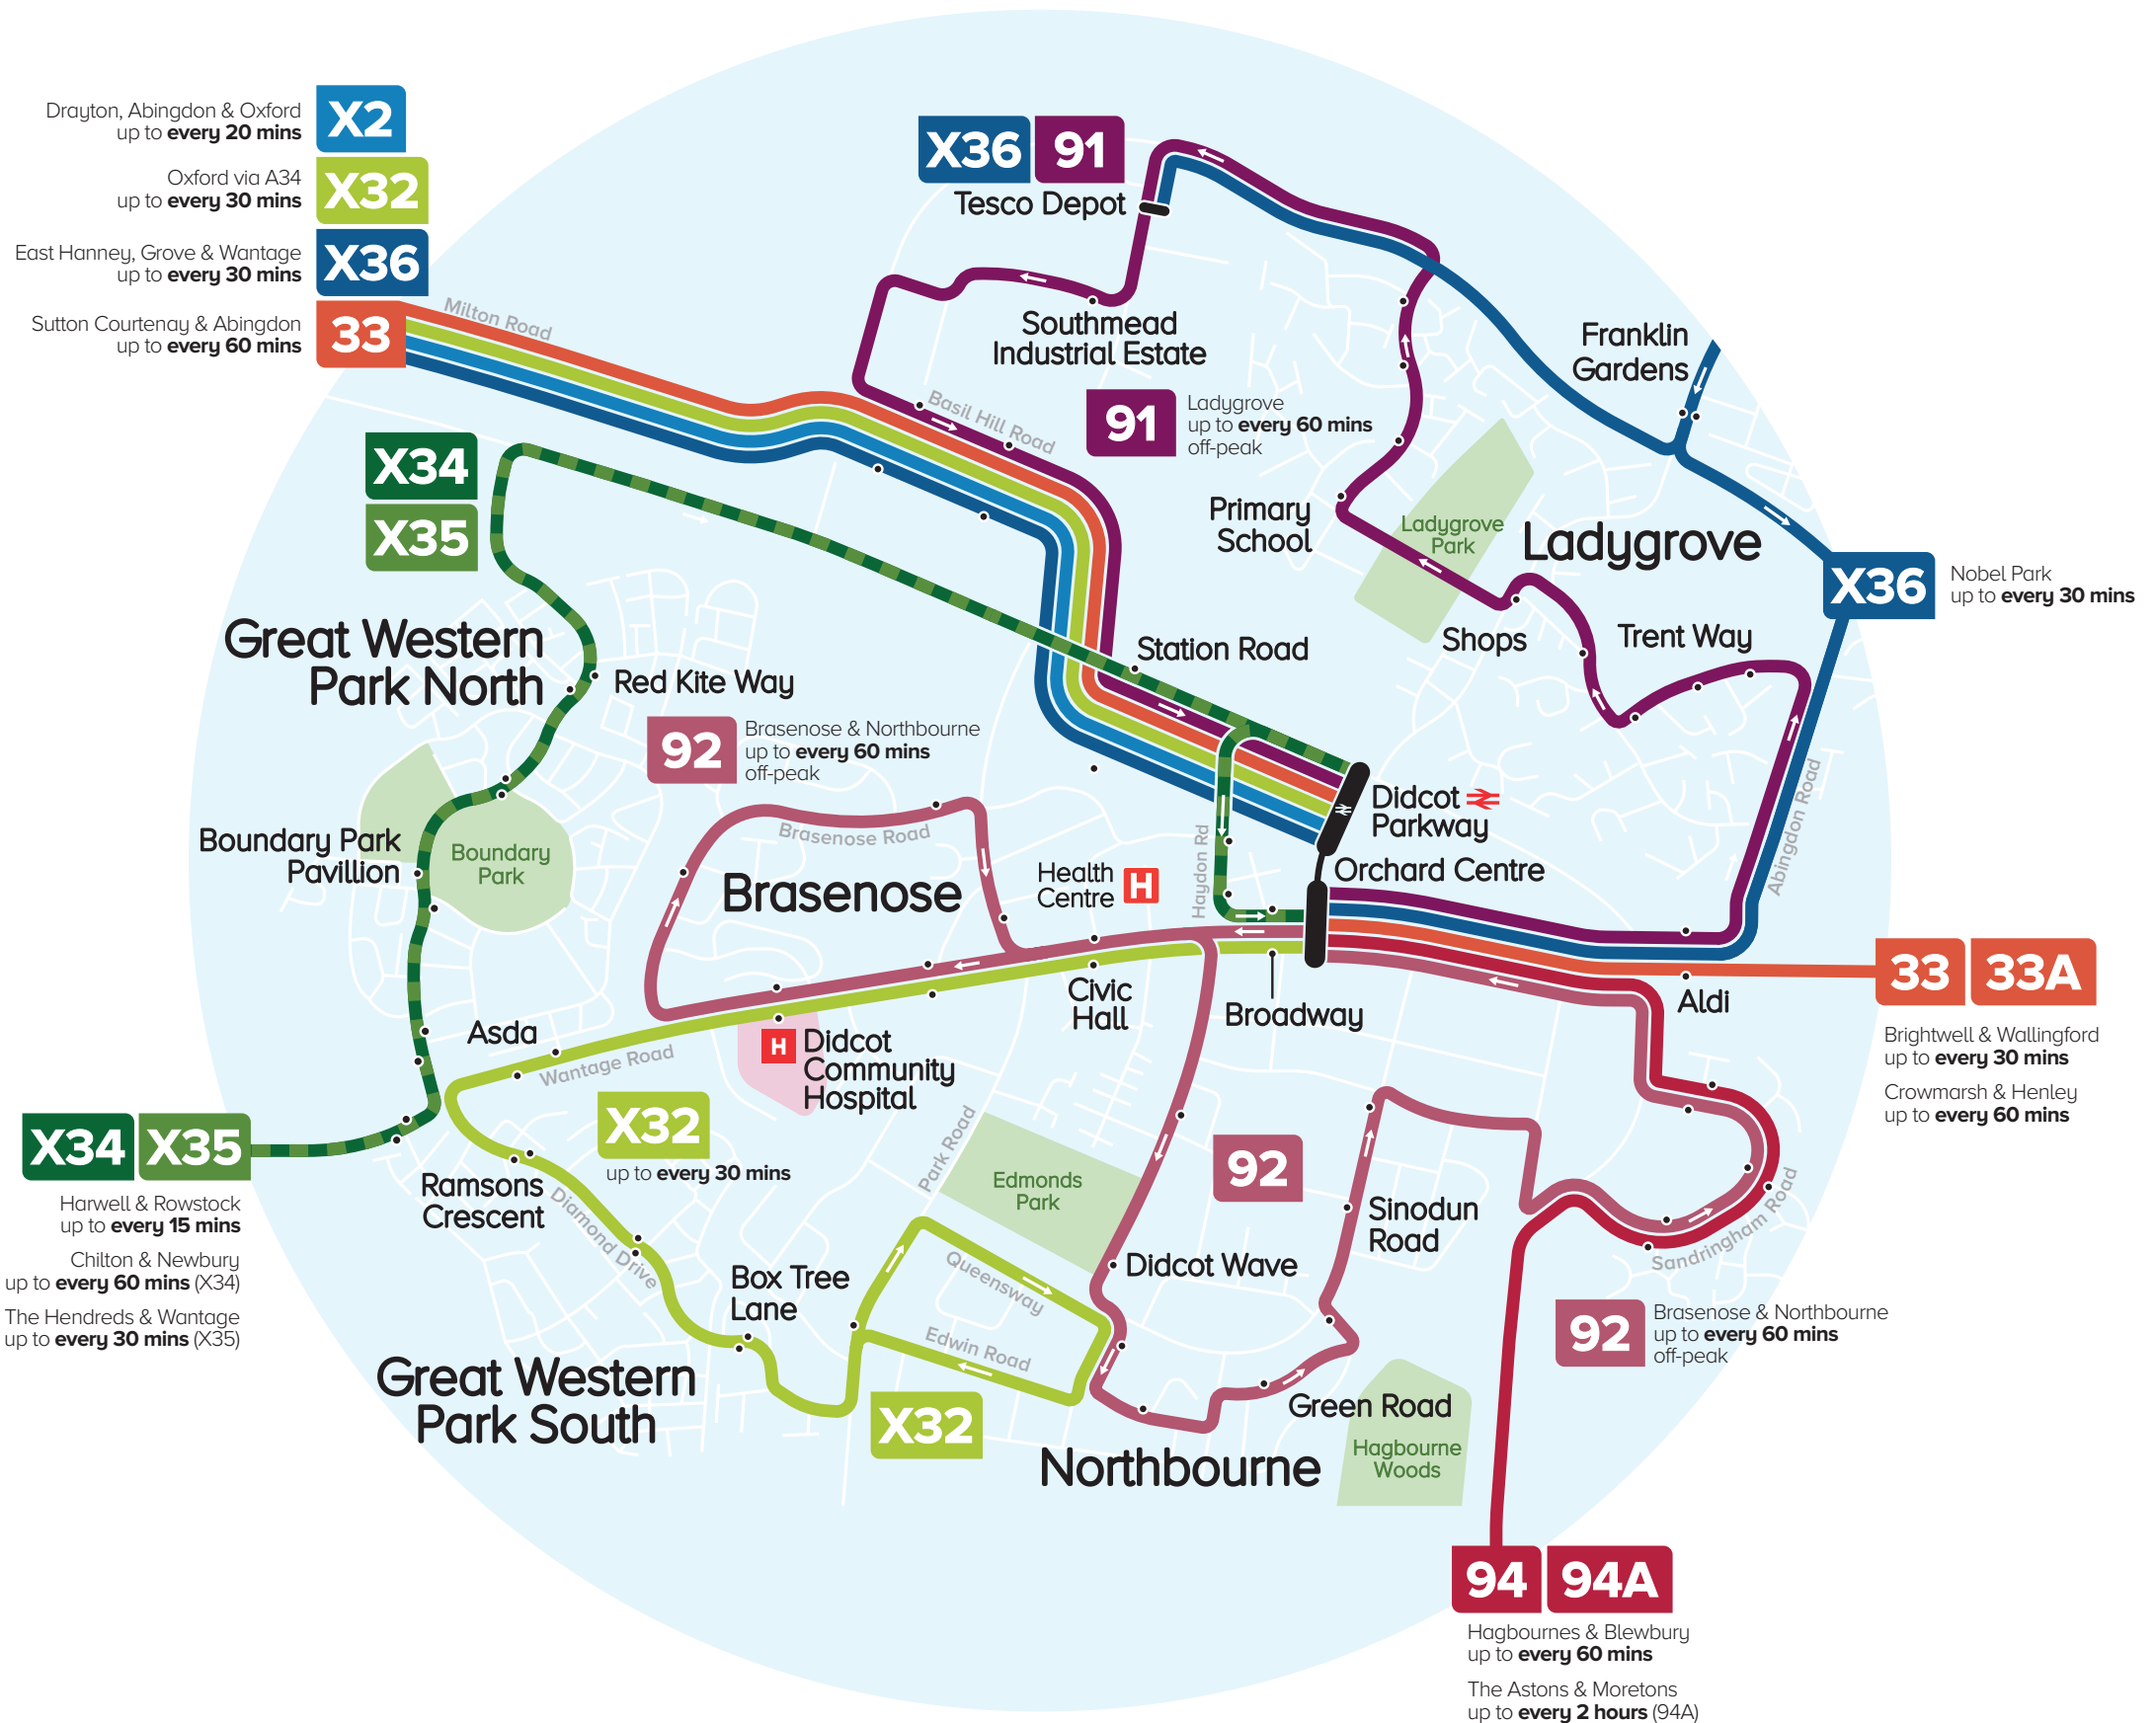 Drayton, Abingdon & Oxford
up to every 20 mins
X2
Oxford via A34
up to every 30 mins
X32
East Hanney, Grove & Wantage
up to every 30 mins
X36
Sutton Courtenay & Abingdon
up to every 60 mins
33
Milton Road
X36 91
Tesco Depot
Southmead
Industrial Estate
Basil Hill Road
91
Ladygrove
up to every 60 mins
off-peak
Franklin
Gardens
Primary
School
Ladygrove
Park
Ladygrove
X36
Nobel Park
up to every 30 mins
Shops
Trent Way
Abingdon Road
X34
X35
Great Western
Park North
Red Kite Way
Station Road
92
Brasenose & Northbourne
up to every 60 mins
off-peak
Didcot
Parkway
Orchard Centre
Boundary Park
Pavillion
Boundary
Park
Brasenose Road
Brasenose
Health
Centre
H
Haydon Rd
Civic
Hall
Broadway
Aldi
33 33A
Brightwell & Wallingford
up to every 30 mins
Crowmarsh & Henley
up to every 60 mins
Asda
Wantage Road
H
Didcot
Community
Hospital
X32
up to every 30 mins
X34 X35
Harwell & Rowstock
up to every 15 mins
Chilton & Newbury
up to every 60 mins (X34)
The Hendreds & Wantage
up to every 30 mins (X35)
Ramsons
Crescent
Diamond Drive
Park Road
Edmonds
Park
92
Sinodun
Road
Sandringham Road
Didcot Wave
Box Tree
Lane
Queensway
Edwin Road
92
Brasenose & Northbourne
up to every 60 mins
off-peak
Great Western
Park South
X32
Green Road
Hagbourne
Woods
Northbourne
94 94A
Hagbournes & Blewbury
up to every 60 mins
The Astons & Moretons
up to every 2 hours (94A)